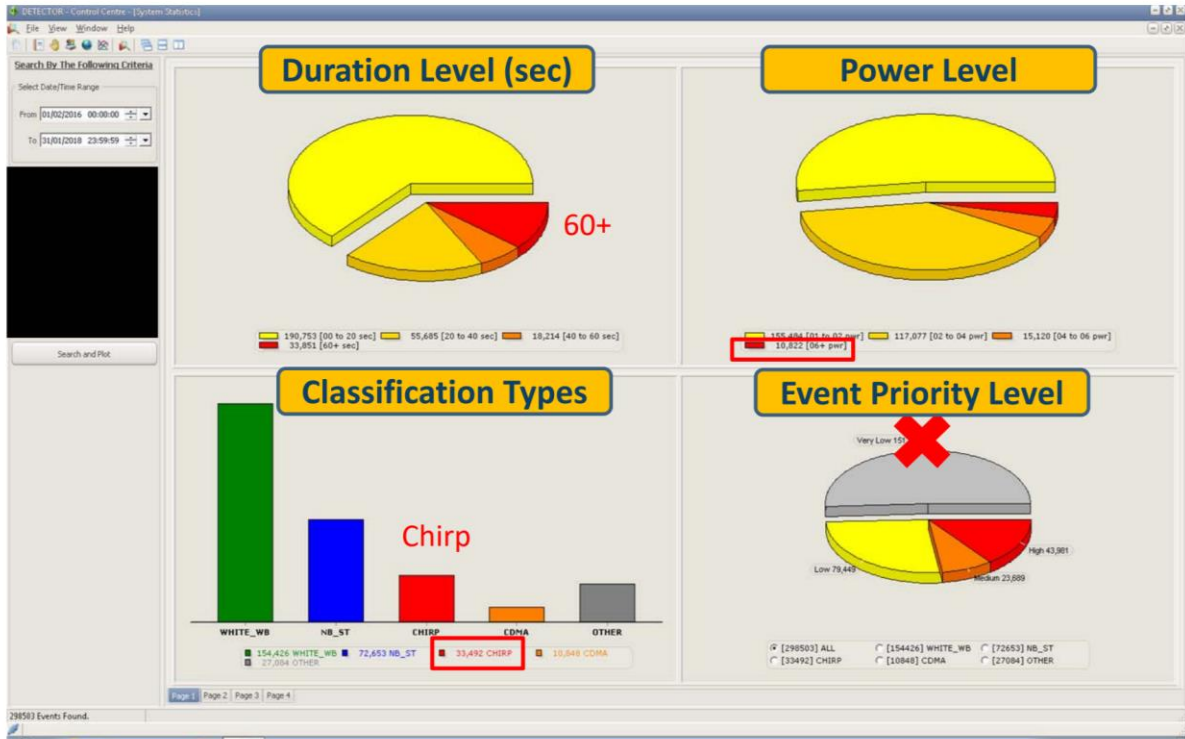 DETECTOR - Control Centre - [System Statistics]
File View Window Help
Search By The Following Criteria
Select Date/Time Range
From 01/02/2016 00:00:00
To 31/01/2018 23:59:59
Search and Plot
Duration Level (sec)
60+
190,753 [00 to 20 sec] 55,685 [20 to 40 sec] 18,214 [40 to 60 sec]
33,851 [60+ sec]
Power Level
155,484 [01 to 02 pwr] 117,077 [02 to 04 pwr] 15,120 [04 to 06 pwr]
10,822 [06+ pwr]
Classification Types
Chirp
WHITE_WB NB_ST CHIRP CDMA OTHER
154,426 WHITE_WB 72,653 NB_ST 33,492 CHIRP 10,848 CDMA
27,084 OTHER
Event Priority Level
Very Low
High 43,981
Low 79,449
Medium 23,689
[298503] ALL [154426] WHITE_WB [72653] NB_ST
[33492] CHIRP [10848] CDMA [27084] OTHER
Page 1 Page 2 Page 3 Page 4
298503 Events Found.